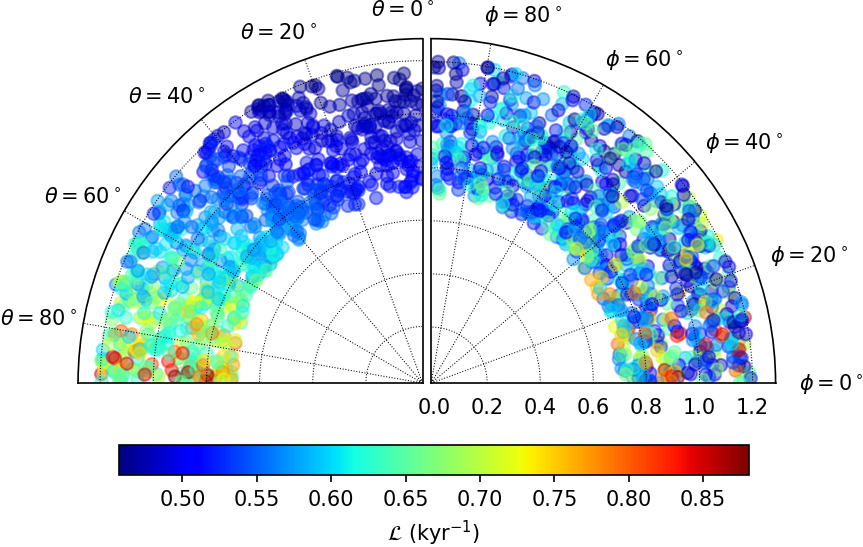 θ = 0°
ϕ = 80°
θ = 20°
ϕ = 60°
θ = 40°
ϕ = 40°
θ = 60°
ϕ = 20°
θ = 80°
ϕ = 0°
0.0 0.2 0.4 0.6 0.8 1.0 1.2
0.50 0.55 0.60 0.65 0.70 0.75 0.80 0.85
ℒ (kyr⁻¹)